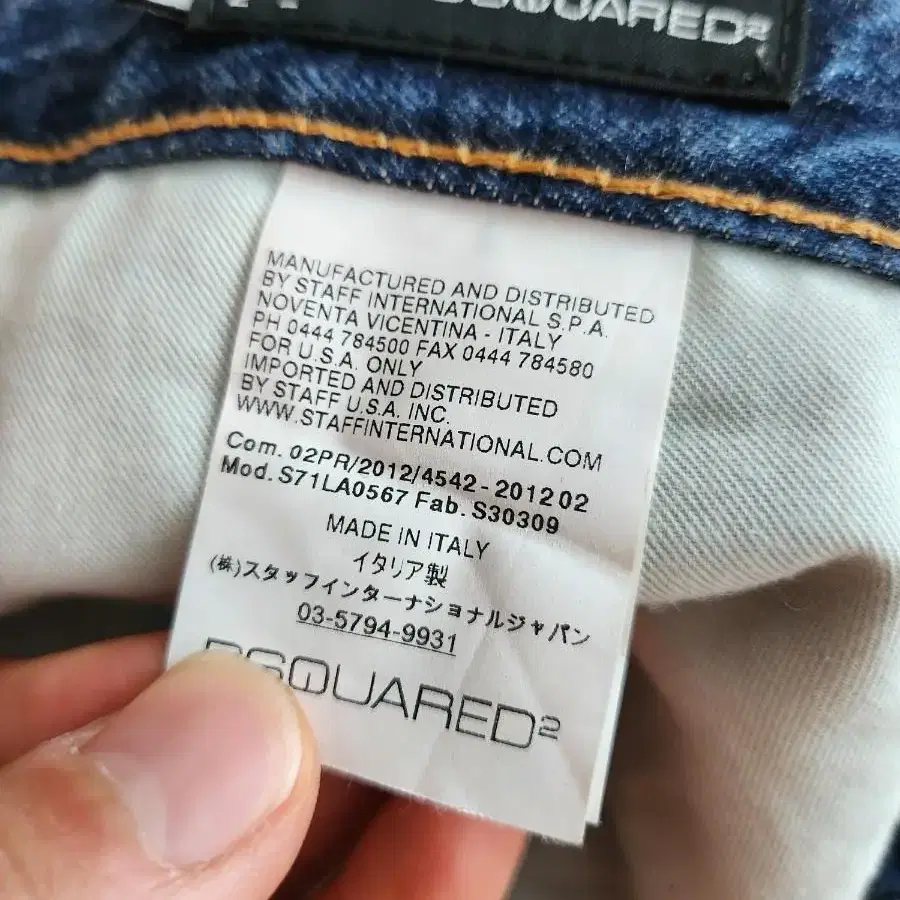 DSQUARED2
MANUFACTURED AND DISTRIBUTED
BY STAFF INTERNATIONAL S.P.A.
NOVENTA VICENTINA - ITALY
PH 0444 784500 FAX 0444 784580
FOR U.S.A. ONLY
IMPORTED AND DISTRIBUTED
BY STAFF U.S.A. INC.
WWW.STAFFINTERNATIONAL.COM
Com. 02PR/2012/4542 - 201202
Mod. S71LA0567 Fab. S30309
MADE IN ITALY
イタリア製
(株)スタッフインターナショナルジャパン
03-5794-9931
DSQUARED2